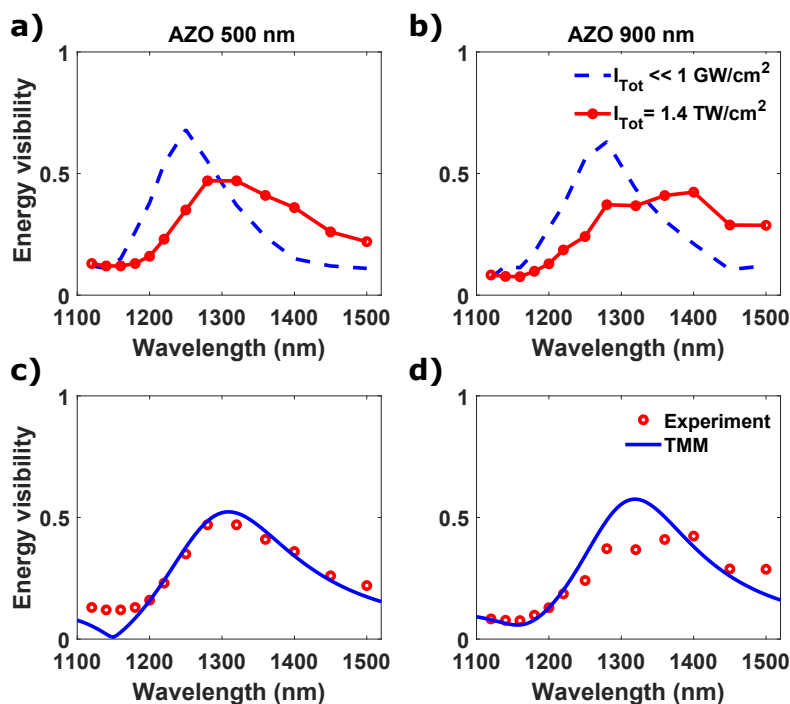 a)
AZO 500 nm
1
0.5
0
Energy visibility
1100 1200 1300 1400 1500
Wavelength (nm)
b)
AZO 900 nm
I_Tot << 1 GW/cm²
I_Tot = 1.4 TW/cm²
1
0.5
0
1100 1200 1300 1400 1500
Wavelength (nm)
c)
1
0.5
0
Energy visibility
1100 1200 1300 1400 1500
Wavelength (nm)
d)
Experiment
TMM
1
0.5
0
1100 1200 1300 1400 1500
Wavelength (nm)